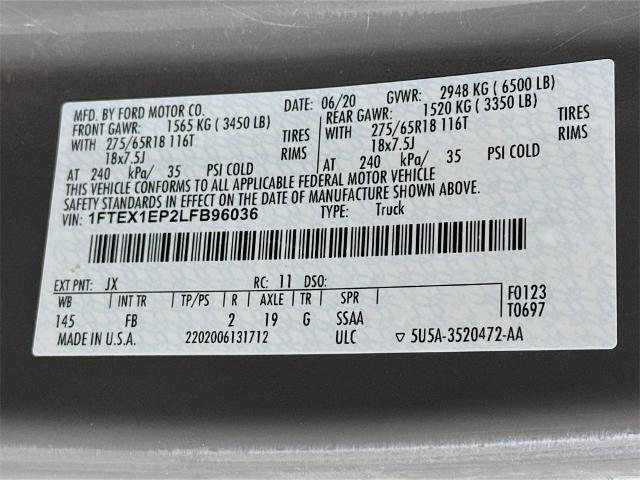 MFD. BY FORD MOTOR CO. DATE: 06/20 GVWR: 2948 KG ( 6500 LB)
FRONT GAWR: 1565 KG ( 3450 LB) REAR GAWR: 1520 KG ( 3350 LB)
WITH 275/65R18 116T TIRES WITH 275/65R18 116T TIRES
18x7.5J RIMS 18x7.5J RIMS
AT 240 kPa/ 35 PSI COLD AT 240 kPa/ 35 PSI COLD
THIS VEHICLE CONFORMS TO ALL APPLICABLE FEDERAL MOTOR VEHICLE
SAFETY STANDARDS IN EFFECT ON THE DATE OF MANUFACTURE SHOWN ABOVE.
VIN: 1FTEX1EP2LFB96036 TYPE: Truck
EXT PNT: JX RC: 11 DSO: F0123
WB INT TR TP/PS R AXLE TR SPR T0697
145 FB 2 19 G SSAA
MADE IN U.S.A. 2202006131712 ULC ▽ 5U5A-3520472-AA